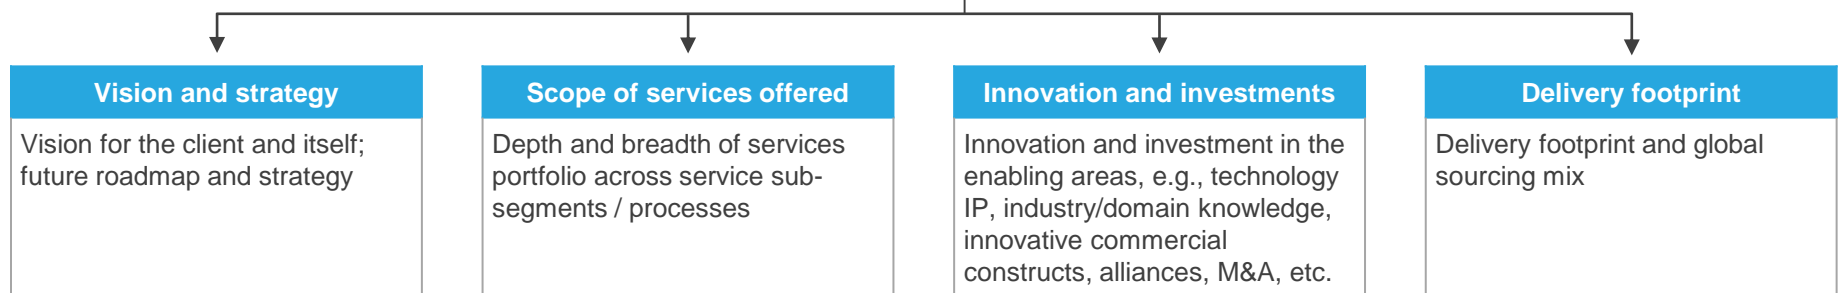 Vision and strategy
Vision for the client and itself;
future roadmap and strategy
Scope of services offered
Depth and breadth of services
portfolio across service sub-
segments / processes
Innovation and investments
Innovation and investment in the
enabling areas, e.g., technology
IP, industry/domain knowledge,
innovative commercial
constructs, alliances, M&A, etc.
Delivery footprint
Delivery footprint and global
sourcing mix